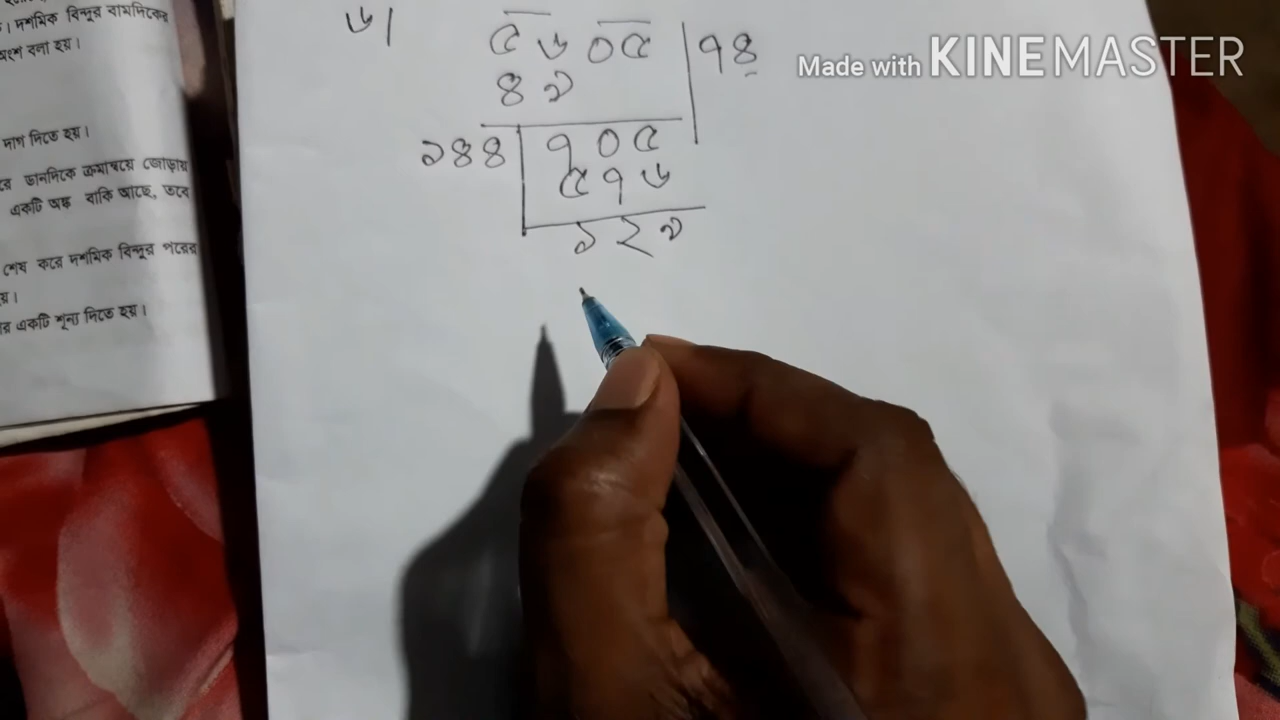 । দশমিক বিন্দুর বামদিকের
অংশ বলা হয়।
দাগ দিতে হয়।
রে ডানদিকে ক্রমান্বয়ে জোড়ায়
একটি অঙ্ক বাকি আছে, তবে
শেষ করে দশমিক বিন্দুর পরের
য়।
র একটি শূন্য দিতে হয়।
৬।
৫৬০৫ ৭৪
৪৯
১৪৪ ৭০৫
৫৭৬
১২৯
Made with KINEMASTER